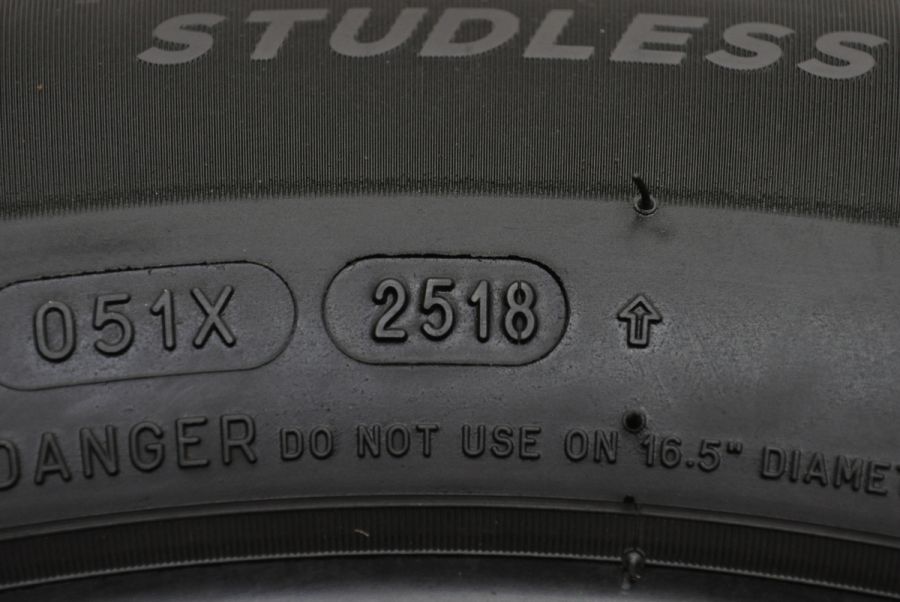 STUDLESS
051X 2518
DANGER DO NOT USE ON 16.5" DIAMET